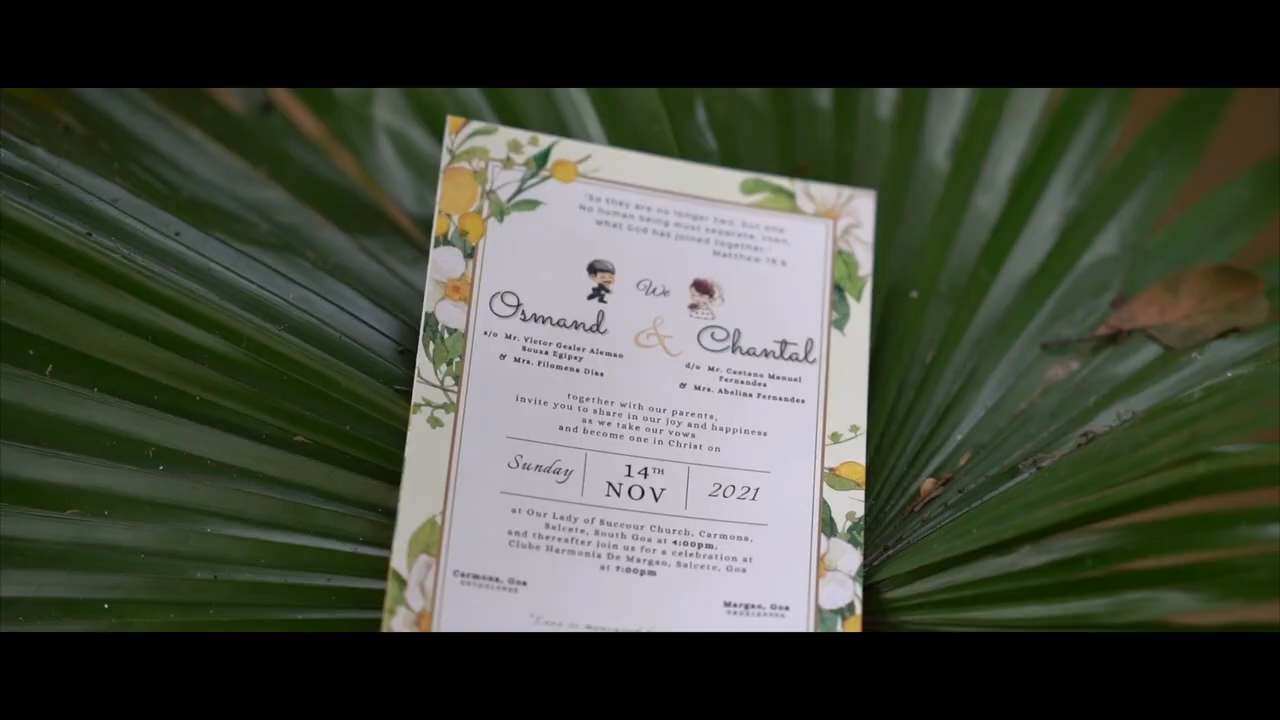 "So they are no longer two, but one
No human being must separate, then,
what God has joined together."
Matthew 19:6
We
Osmand
&
Chantal
s/o Mr. Victor Gesler Alemao
Sousa Egipsy
& Mrs. Filomena Dias
d/o Mr. Caetano Manuel
Fernandes
& Mrs. Abelina Fernandes
together with our parents,
invite you to share in our joy and happiness
as we take our vows
and become one in Christ on
Sunday
14TH
NOV
2021
at Our Lady of Succour Church, Carmona,
Salcete, South Goa at 4:00pm,
and thereafter join us for a celebration at
Clube Harmonia De Margao, Salcete, Goa
at 7:00pm
Carmona, Goa
Margao, Goa